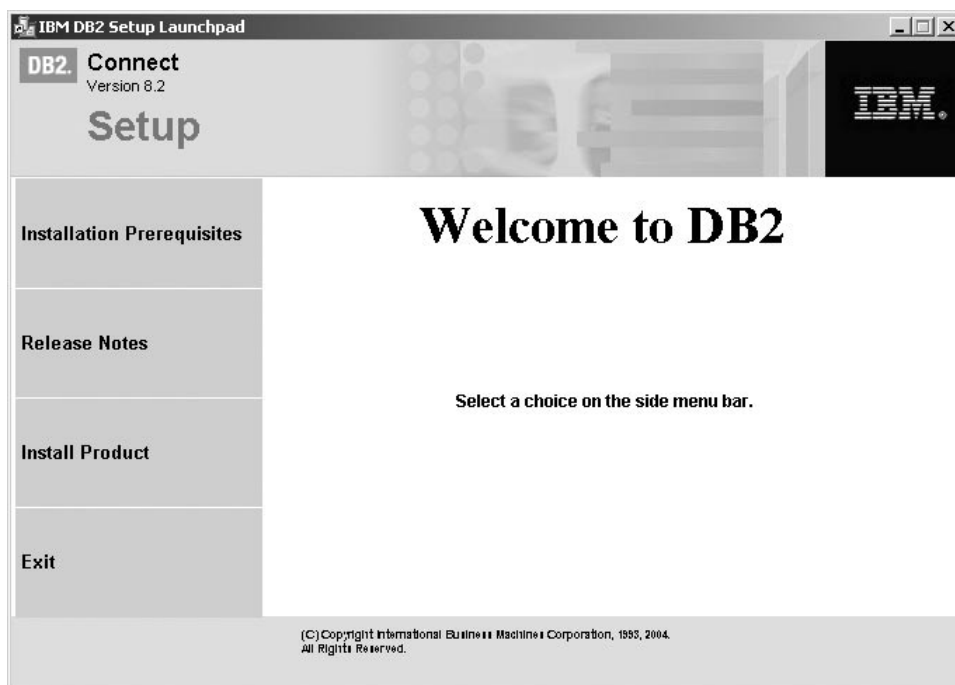 IBM DB2 Setup Launchpad
DB2. Connect
Version 8.2
Setup
IBM.
Installation Prerequisites
Welcome to DB2
Release Notes
Select a choice on the side menu bar.
Install Product
Exit
(C) Copyright International Business Machines Corporation, 1993, 2004.
All Rights Reserved.